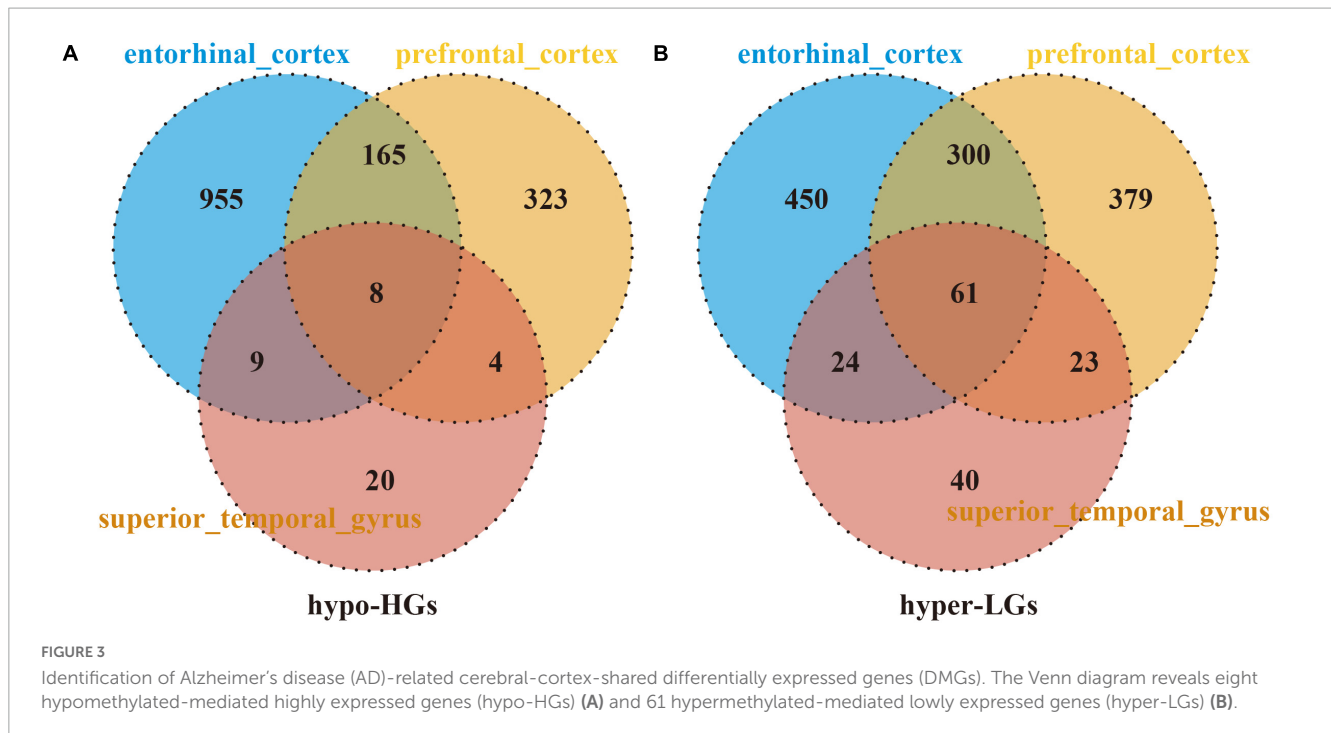 A
entorhinal_cortex prefrontal_cortex
165
955 323
8
9 4
20
superior_temporal_gyrus
hypo-HGs
B
entorhinal_cortex prefrontal_cortex
300
450 379
61
24 23
40
superior_temporal_gyrus
hyper-LGs
FIGURE 3
Identification of Alzheimer's disease (AD)-related cerebral-cortex-shared differentially expressed genes (DMGs). The Venn diagram reveals eight
hypomethylated-mediated highly expressed genes (hypo-HGs) (A) and 61 hypermethylated-mediated lowly expressed genes (hyper-LGs) (B).